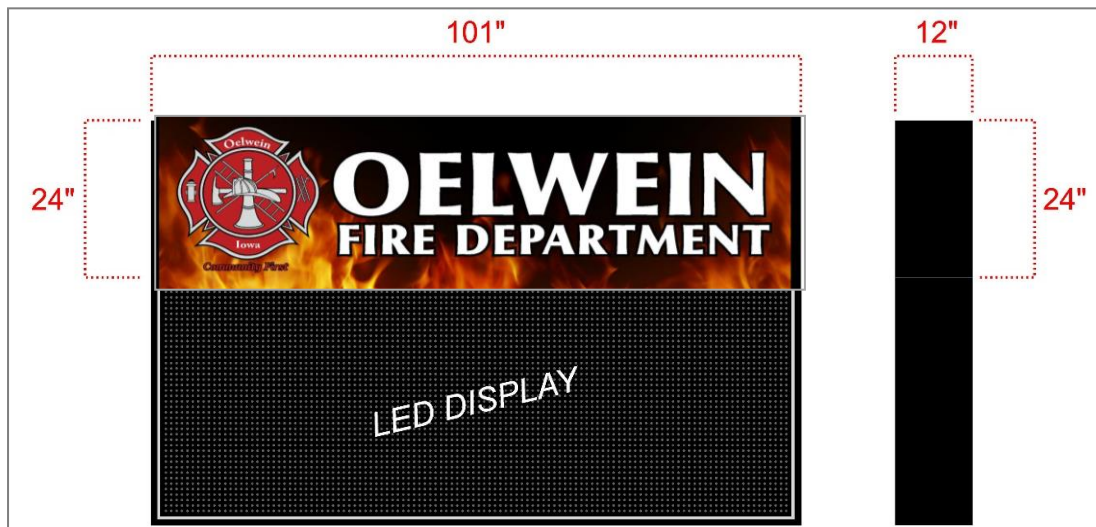 101"
12"
24"
Oelwein
Iowa
Community First
OELWEIN
FIRE DEPARTMENT
24"
LED DISPLAY